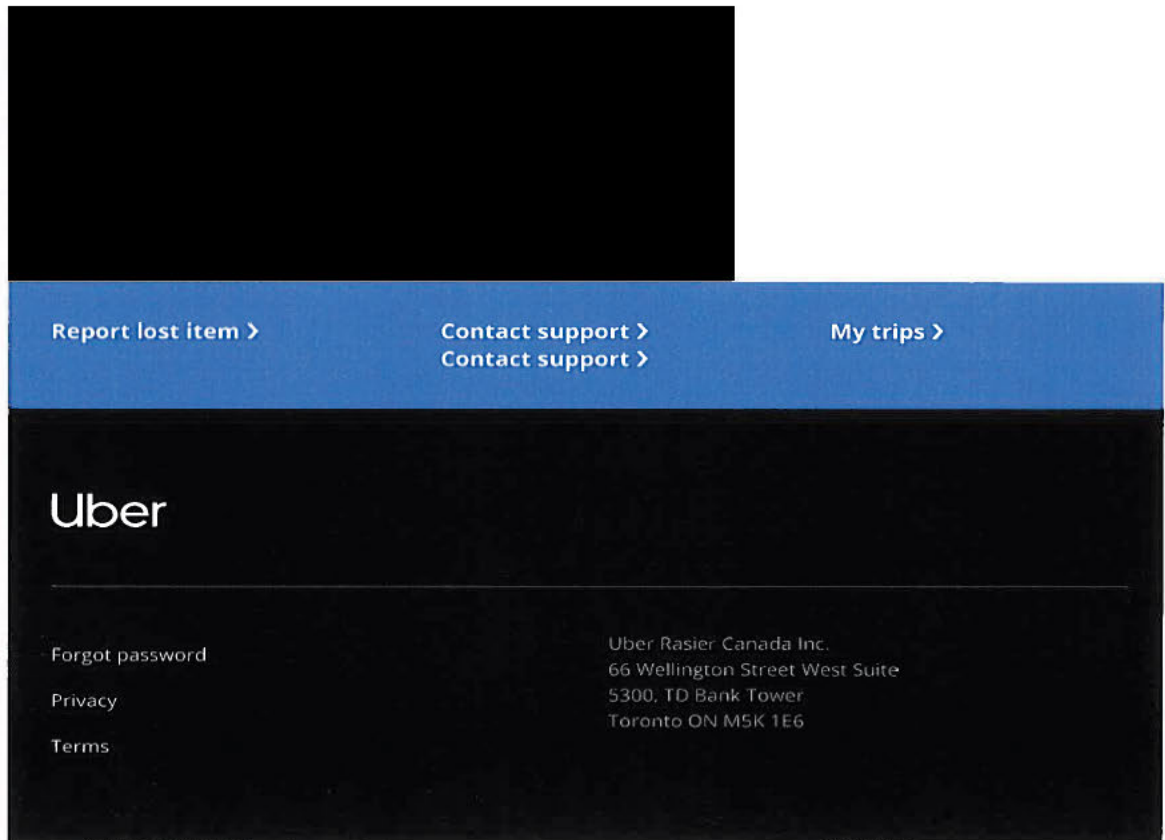 Report lost item >
Contact support >
Contact support >
My trips >
Uber
Forgot password
Privacy
Terms
Uber Rasier Canada Inc.
66 Wellington Street West Suite
5300, TD Bank Tower
Toronto ON M5K 1E6